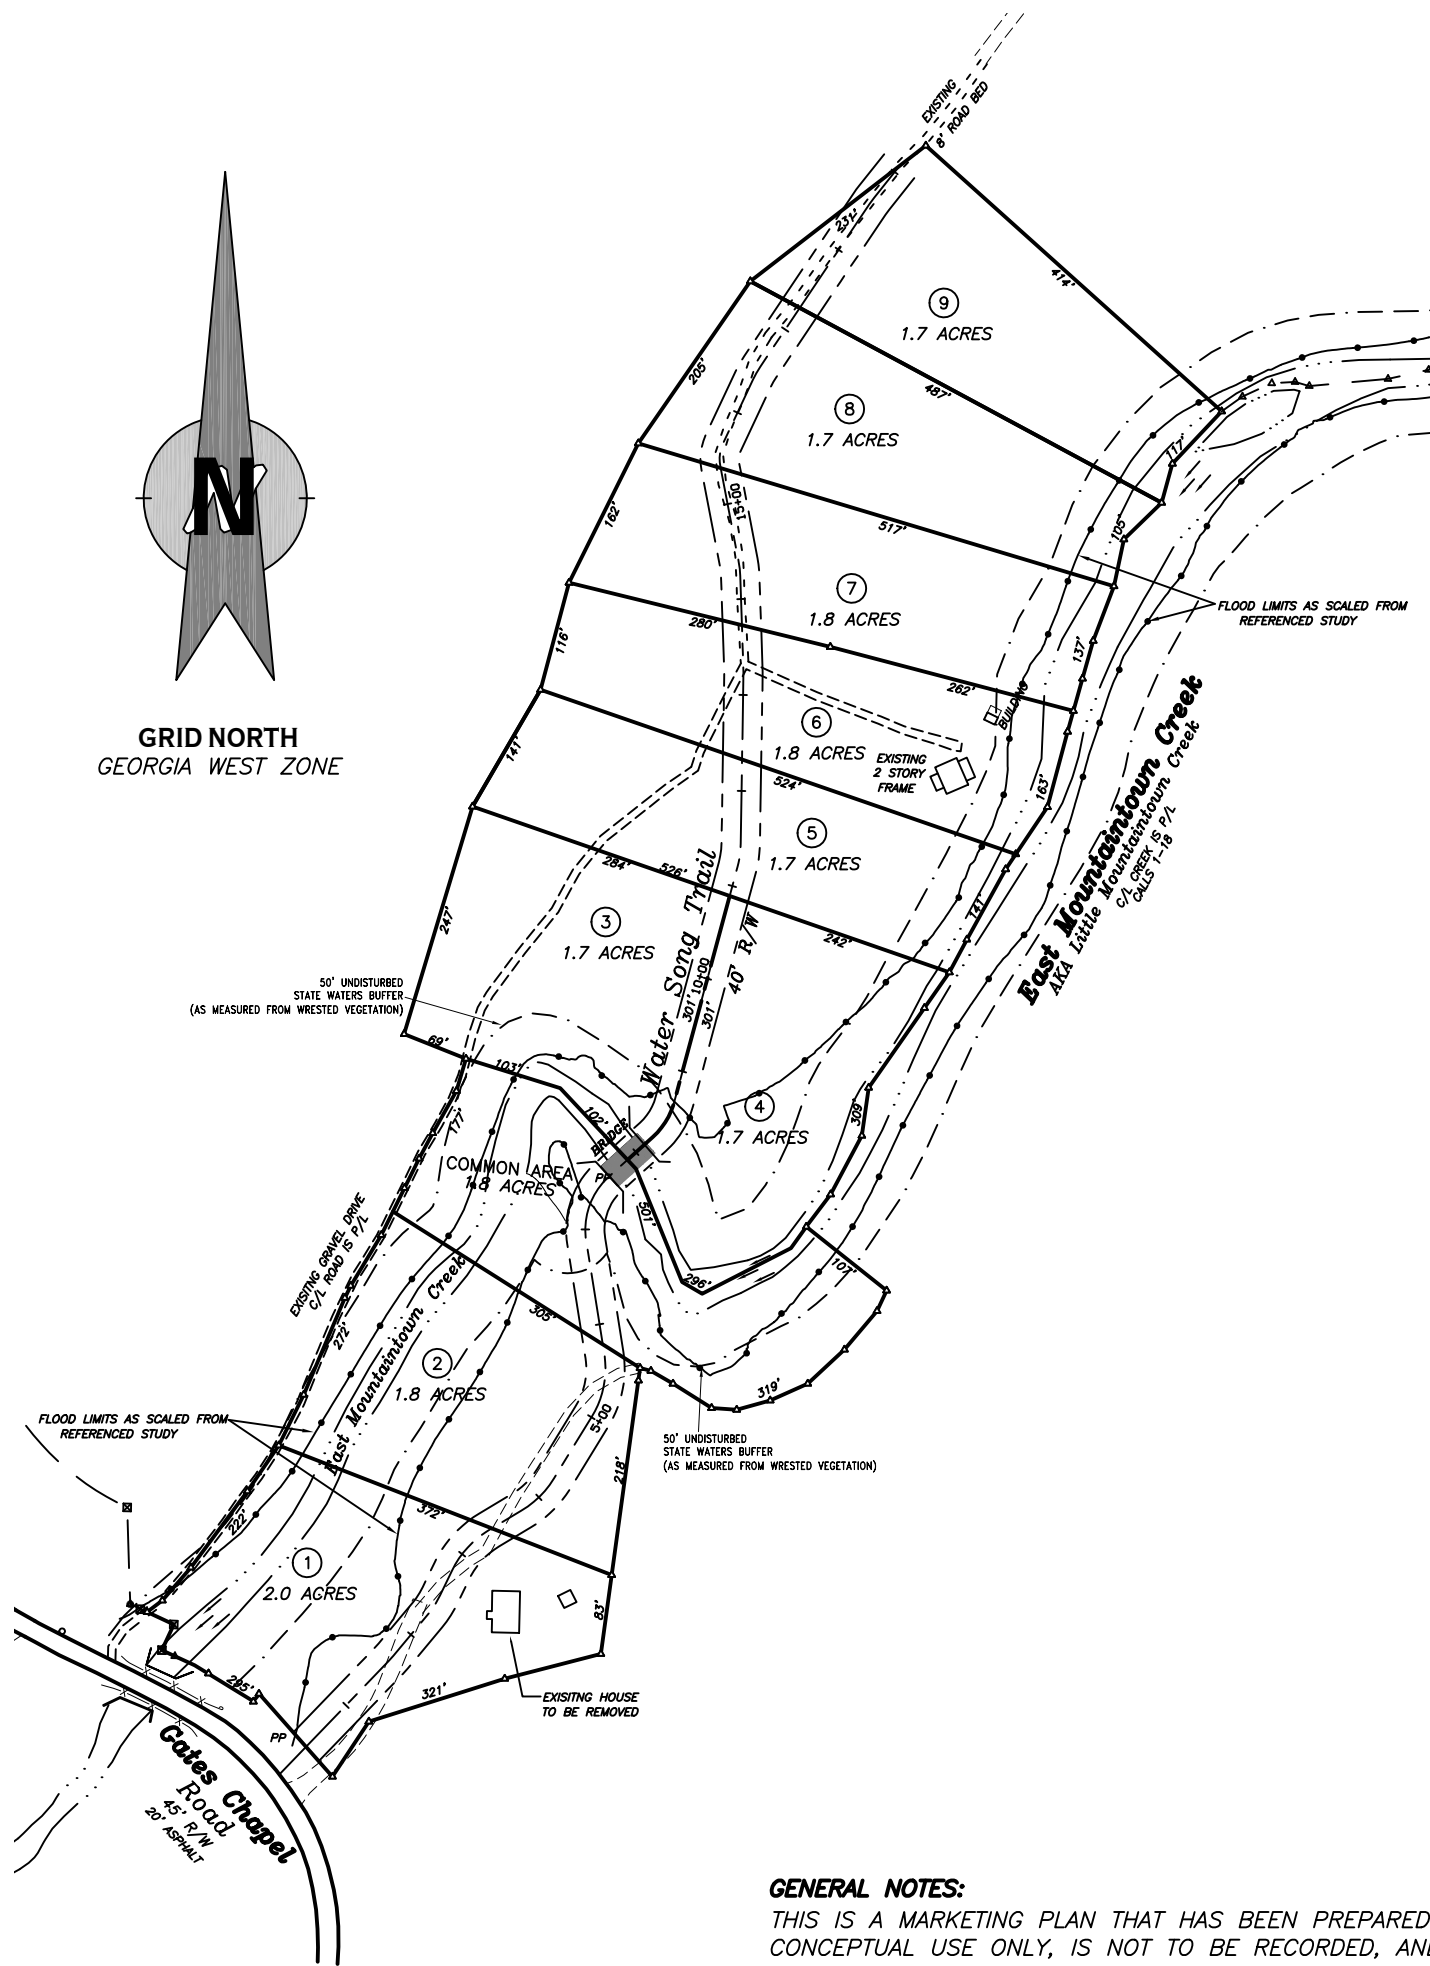 EXISTING
8' ROAD BED
231'
414'
9
1.7 ACRES
205'
487'
8
1.7 ACRES
117'
N
15+00
162'
517'
105'
7
1.8 ACRES
FLOOD LIMITS AS SCALED FROM
REFERENCED STUDY
280'
116'
137'
262'
BUILDING
GRID NORTH
GEORGIA WEST ZONE
6
1.8 ACRES
141'
EXISTING
2 STORY
FRAME
524'
163'
East Mountaintown Creek
AKA Little Mountaintown Creek
C/L CREEK IS P/L
CALLS 1-18
5
1.7 ACRES
284'
526'
141'
247'
3
1.7 ACRES
Water Song Trail
40' R/W
242'
50' UNDISTURBED
STATE WATERS BUFFER
(AS MEASURED FROM WRESTED VEGETATION)
10+00
301'
301'
69'
103'
102'
4
1.7 ACRES
309'
177'
BRIDGE
COMMON AREA
1.8 ACRES
PP
501'
EXISITNG GRAVEL DRIVE
C/L ROAD IS P/L
296'
107'
East Mountaintown Creek
305'
272'
2
1.8 ACRES
319'
FLOOD LIMITS AS SCALED FROM
REFERENCED STUDY
5+00
50' UNDISTURBED
STATE WATERS BUFFER
(AS MEASURED FROM WRESTED VEGETATION)
218'
372'
222'
1
2.0 ACRES
83'
295'
321'
EXISITNG HOUSE
TO BE REMOVED
PP
Gates Chapel
Road
45' R/W
20' ASPHALT
GENERAL NOTES:
THIS IS A MARKETING PLAN THAT HAS BEEN PREPARED
CONCEPTUAL USE ONLY, IS NOT TO BE RECORDED, AND